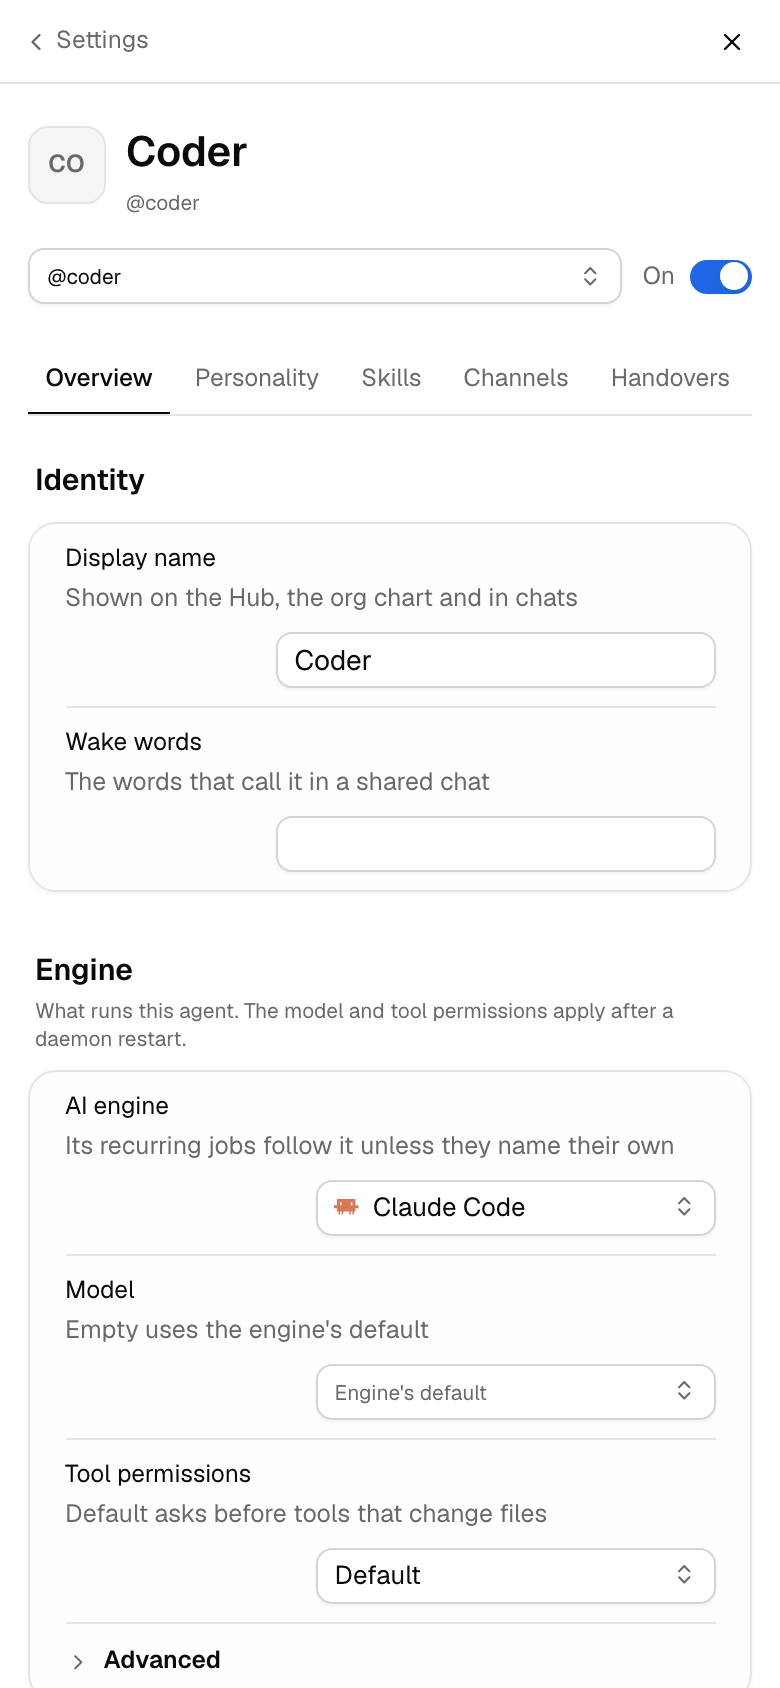 Settings
CO
Coder
@coder
@coder
On
Overview
Personality
Skills
Channels
Handovers
Identity
Display name
Shown on the Hub, the org chart and in chats
Coder
Wake words
The words that call it in a shared chat
Engine
What runs this agent. The model and tool permissions apply after a
daemon restart.
AI engine
Its recurring jobs follow it unless they name their own
Claude Code
Model
Empty uses the engine's default
Engine's default
Tool permissions
Default asks before tools that change files
Default
Advanced